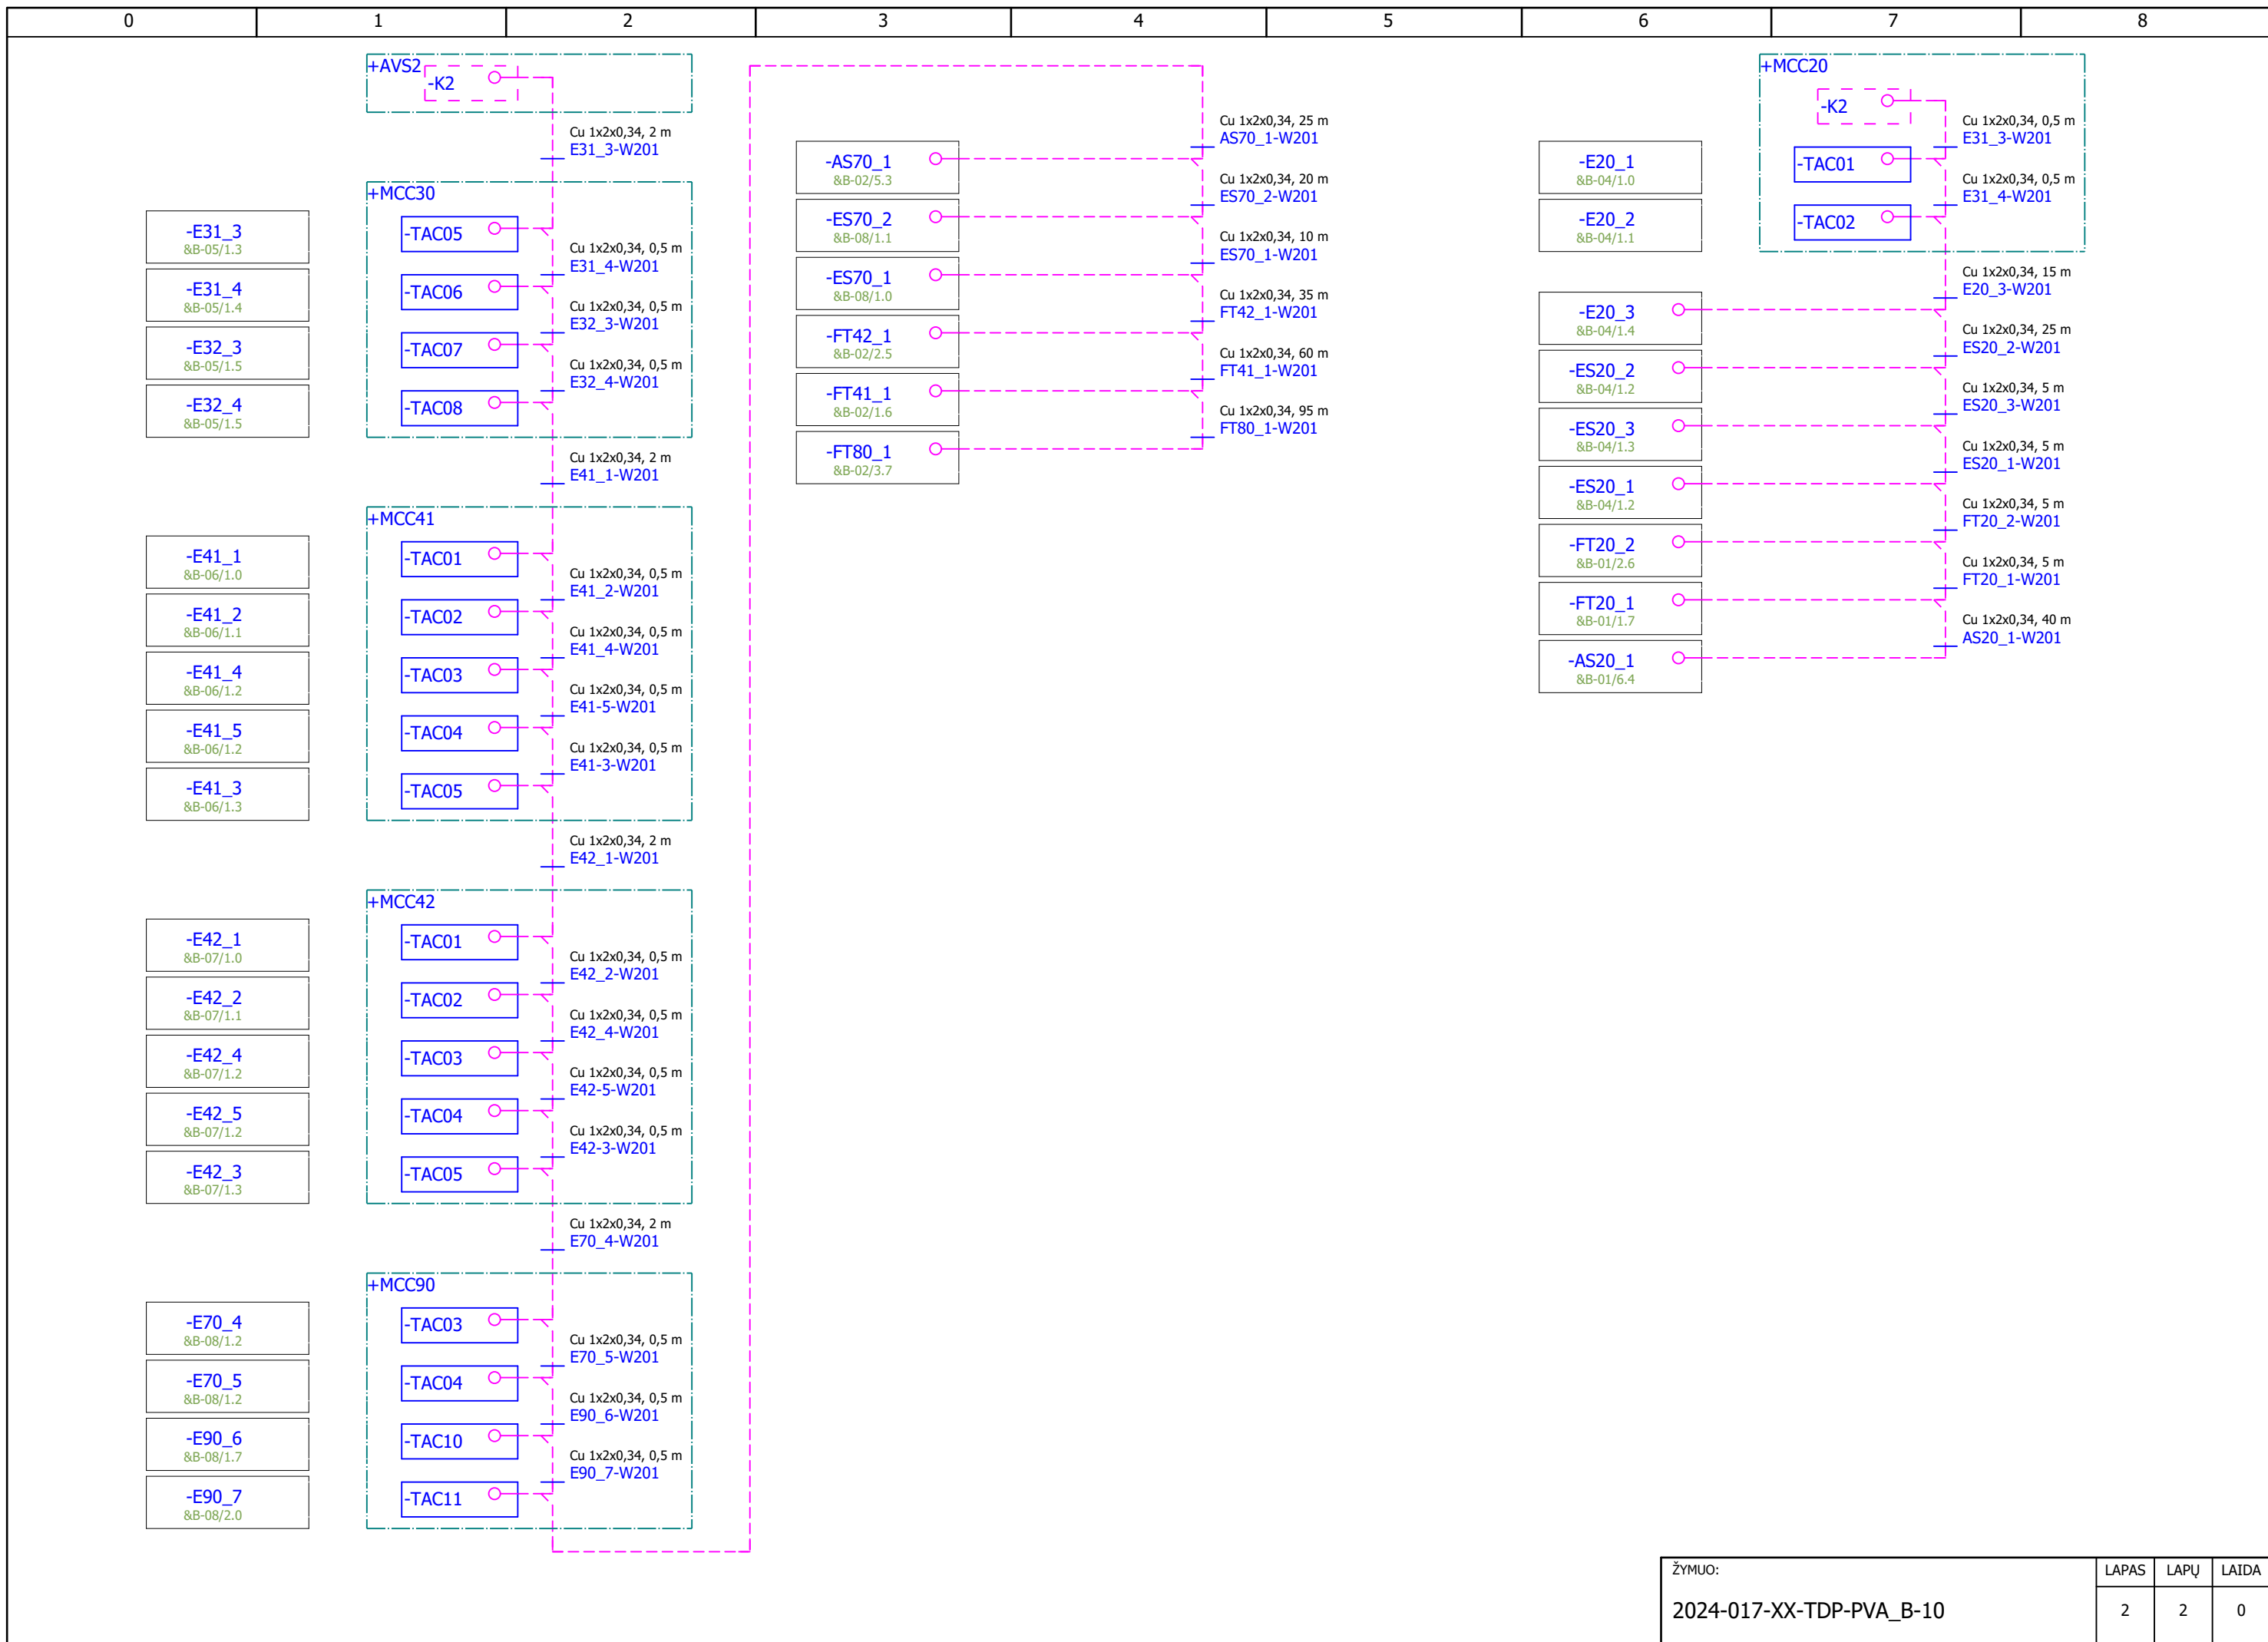 0 1 2 3 4 5 6 7 8
+AVS2
-K2
Cu 1x2x0,34, 2 m
E31_3-W201
+MCC30
-E31_3
&B-05/1.3
-TAC05
Cu 1x2x0,34, 0,5 m
E31_4-W201
-E31_4
&B-05/1.4
-TAC06
Cu 1x2x0,34, 0,5 m
E32_3-W201
-E32_3
&B-05/1.5
-TAC07
Cu 1x2x0,34, 0,5 m
E32_4-W201
-E32_4
&B-05/1.5
-TAC08
Cu 1x2x0,34, 2 m
E41_1-W201
+MCC41
-E41_1
&B-06/1.0
-TAC01
Cu 1x2x0,34, 0,5 m
E41_2-W201
-E41_2
&B-06/1.1
-TAC02
Cu 1x2x0,34, 0,5 m
E41_4-W201
-E41_4
&B-06/1.2
-TAC03
Cu 1x2x0,34, 0,5 m
E41-5-W201
-E41_5
&B-06/1.2
-TAC04
Cu 1x2x0,34, 0,5 m
E41-3-W201
-E41_3
&B-06/1.3
-TAC05
Cu 1x2x0,34, 2 m
E42_1-W201
+MCC42
-E42_1
&B-07/1.0
-TAC01
Cu 1x2x0,34, 0,5 m
E42_2-W201
-E42_2
&B-07/1.1
-TAC02
Cu 1x2x0,34, 0,5 m
E42_4-W201
-E42_4
&B-07/1.2
-TAC03
Cu 1x2x0,34, 0,5 m
E42-5-W201
-E42_5
&B-07/1.2
-TAC04
Cu 1x2x0,34, 0,5 m
E42-3-W201
-E42_3
&B-07/1.3
-TAC05
Cu 1x2x0,34, 2 m
E70_4-W201
+MCC90
-E70_4
&B-08/1.2
-TAC03
Cu 1x2x0,34, 0,5 m
E70_5-W201
-E70_5
&B-08/1.2
-TAC04
Cu 1x2x0,34, 0,5 m
E90_6-W201
-E90_6
&B-08/1.7
-TAC10
Cu 1x2x0,34, 0,5 m
E90_7-W201
-E90_7
&B-08/2.0
-TAC11
Cu 1x2x0,34, 25 m
AS70_1-W201
-AS70_1
&B-02/5.3
Cu 1x2x0,34, 20 m
ES70_2-W201
-ES70_2
&B-08/1.1
Cu 1x2x0,34, 10 m
ES70_1-W201
-ES70_1
&B-08/1.0
Cu 1x2x0,34, 35 m
FT42_1-W201
-FT42_1
&B-02/2.5
Cu 1x2x0,34, 60 m
FT41_1-W201
-FT41_1
&B-02/1.6
Cu 1x2x0,34, 95 m
FT80_1-W201
-FT80_1
&B-02/3.7
+MCC20
-K2
Cu 1x2x0,34, 0,5 m
E31_3-W201
-E20_1
&B-04/1.0
-TAC01
Cu 1x2x0,34, 0,5 m
E31_4-W201
-E20_2
&B-04/1.1
-TAC02
Cu 1x2x0,34, 15 m
E20_3-W201
-E20_3
&B-04/1.4
Cu 1x2x0,34, 25 m
ES20_2-W201
-ES20_2
&B-04/1.2
Cu 1x2x0,34, 5 m
ES20_3-W201
-ES20_3
&B-04/1.3
Cu 1x2x0,34, 5 m
ES20_1-W201
-ES20_1
&B-04/1.2
Cu 1x2x0,34, 5 m
FT20_2-W201
-FT20_2
&B-01/2.6
Cu 1x2x0,34, 5 m
FT20_1-W201
-FT20_1
&B-01/1.7
Cu 1x2x0,34, 40 m
AS20_1-W201
-AS20_1
&B-01/6.4
ŽYMUO: LAPAS LAPŲ LAIDA
2024-017-XX-TDP-PVA_B-10 2 2 0